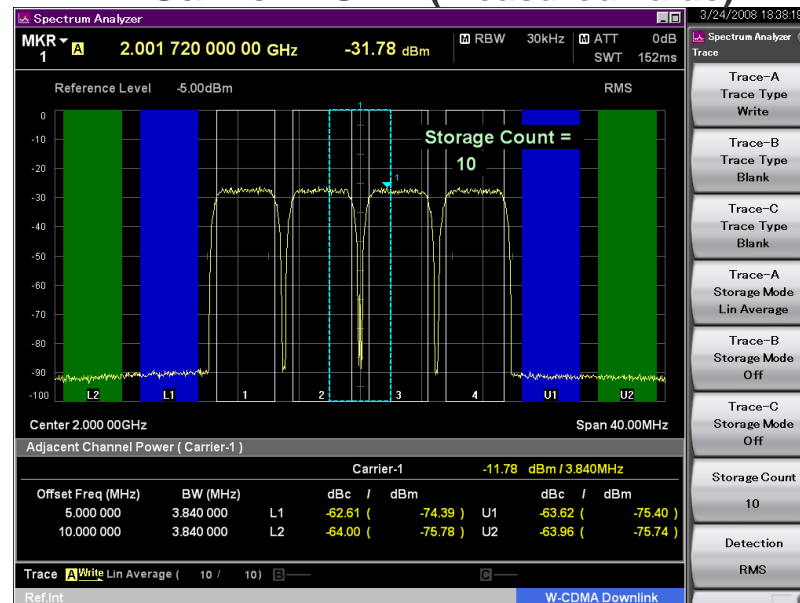 3/24/2008 18:38:19
Spectrum Analyzer
MKR 1 A 2.001 720 000 00 GHz -31.78 dBm
M RBW 30kHz M ATT 0dB
SWT 152ms
Reference Level -5.00dBm RMS
1
Storage Count =
10
1
0
-10
-20
-30
-40
-50
-60
-70
-80
-90
-100
L2 L1 1 2 3 4 U1 U2
Center 2.000 00GHz Span 40.00MHz
Adjacent Channel Power ( Carrier-1 )
Carrier-1 -11.78 dBm / 3.840MHz
Offset Freq (MHz) BW (MHz) dBc / dBm dBc / dBm
5.000 000 3.840 000 L1 -62.61 ( -74.39 ) U1 -63.62 ( -75.40 )
10.000 000 3.840 000 L2 -64.00 ( -75.78 ) U2 -63.96 ( -75.74 )
Trace A Write Lin Average ( 10 / 10) B C
Ref.Int W-CDMA Downlink
Spectrum Analyzer
Trace
Trace-A
Trace Type
Write
Trace-B
Trace Type
Blank
Trace-C
Trace Type
Blank
Trace-A
Storage Mode
Lin Average
Trace-B
Storage Mode
Off
Trace-C
Storage Mode
Off
Storage Count
10
Detection
RMS